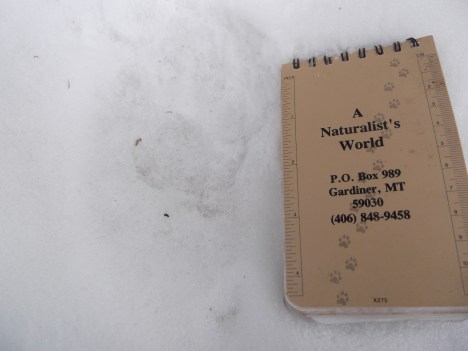 A
Naturalist's
World
P.O. Box 989
Gardiner, MT
59030
(406) 848-9458